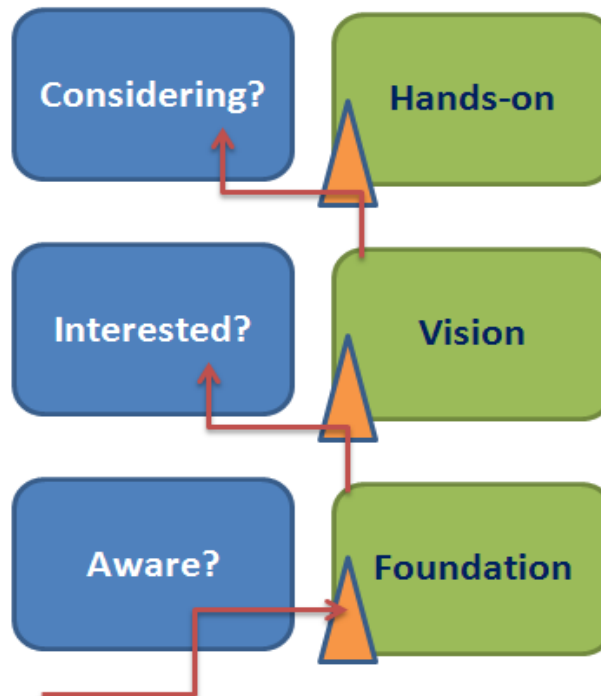 Considering?
Hands-on
Interested?
Vision
Aware?
Foundation